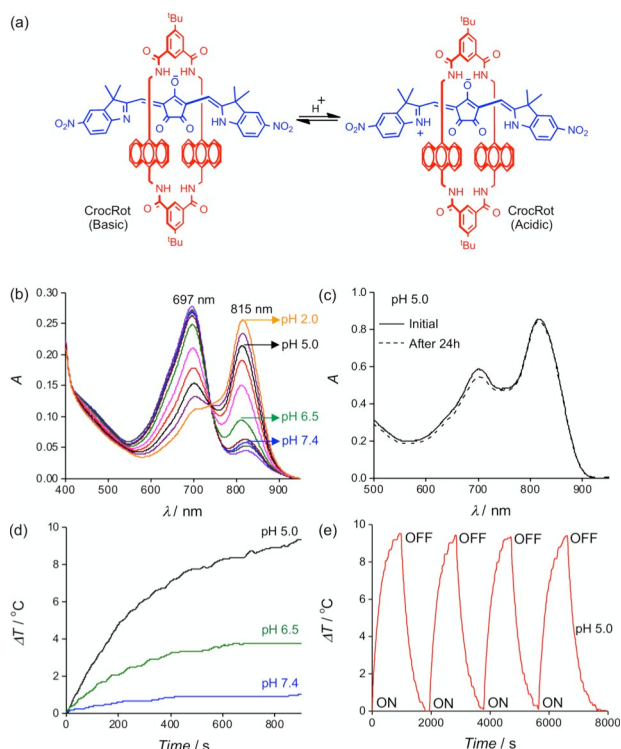 (a)
tBu
O O
NH HN
O⁻
O₂N
N
O O
HN
NO₂
NH HN
O O
tBu
CrocRot
(Basic)
H⁺
tBu
O O
NH HN
O⁻
O₂N
NH
+
O O
HN
NO₂
NH HN
O O
tBu
CrocRot
(Acidic)
(b)
697 nm
815 nm
pH 2.0
pH 5.0
pH 6.5
pH 7.4
A
0.30
0.25
0.20
0.15
0.10
0.05
0.00
400 500 600 700 800 900
λ / nm
(c)
pH 5.0
Initial
After 24h
A
1.0
0.8
0.6
0.4
0.2
0.0
500 600 700 800 900
λ / nm
(d)
pH 5.0
pH 6.5
pH 7.4
ΔT / °C
10
8
6
4
2
0
0 200 400 600 800
Time / s
(e)
OFF OFF OFF OFF
pH 5.0
ON ON ON ON
ΔT / °C
10
8
6
4
2
0
0 2000 4000 6000 8000
Time / s